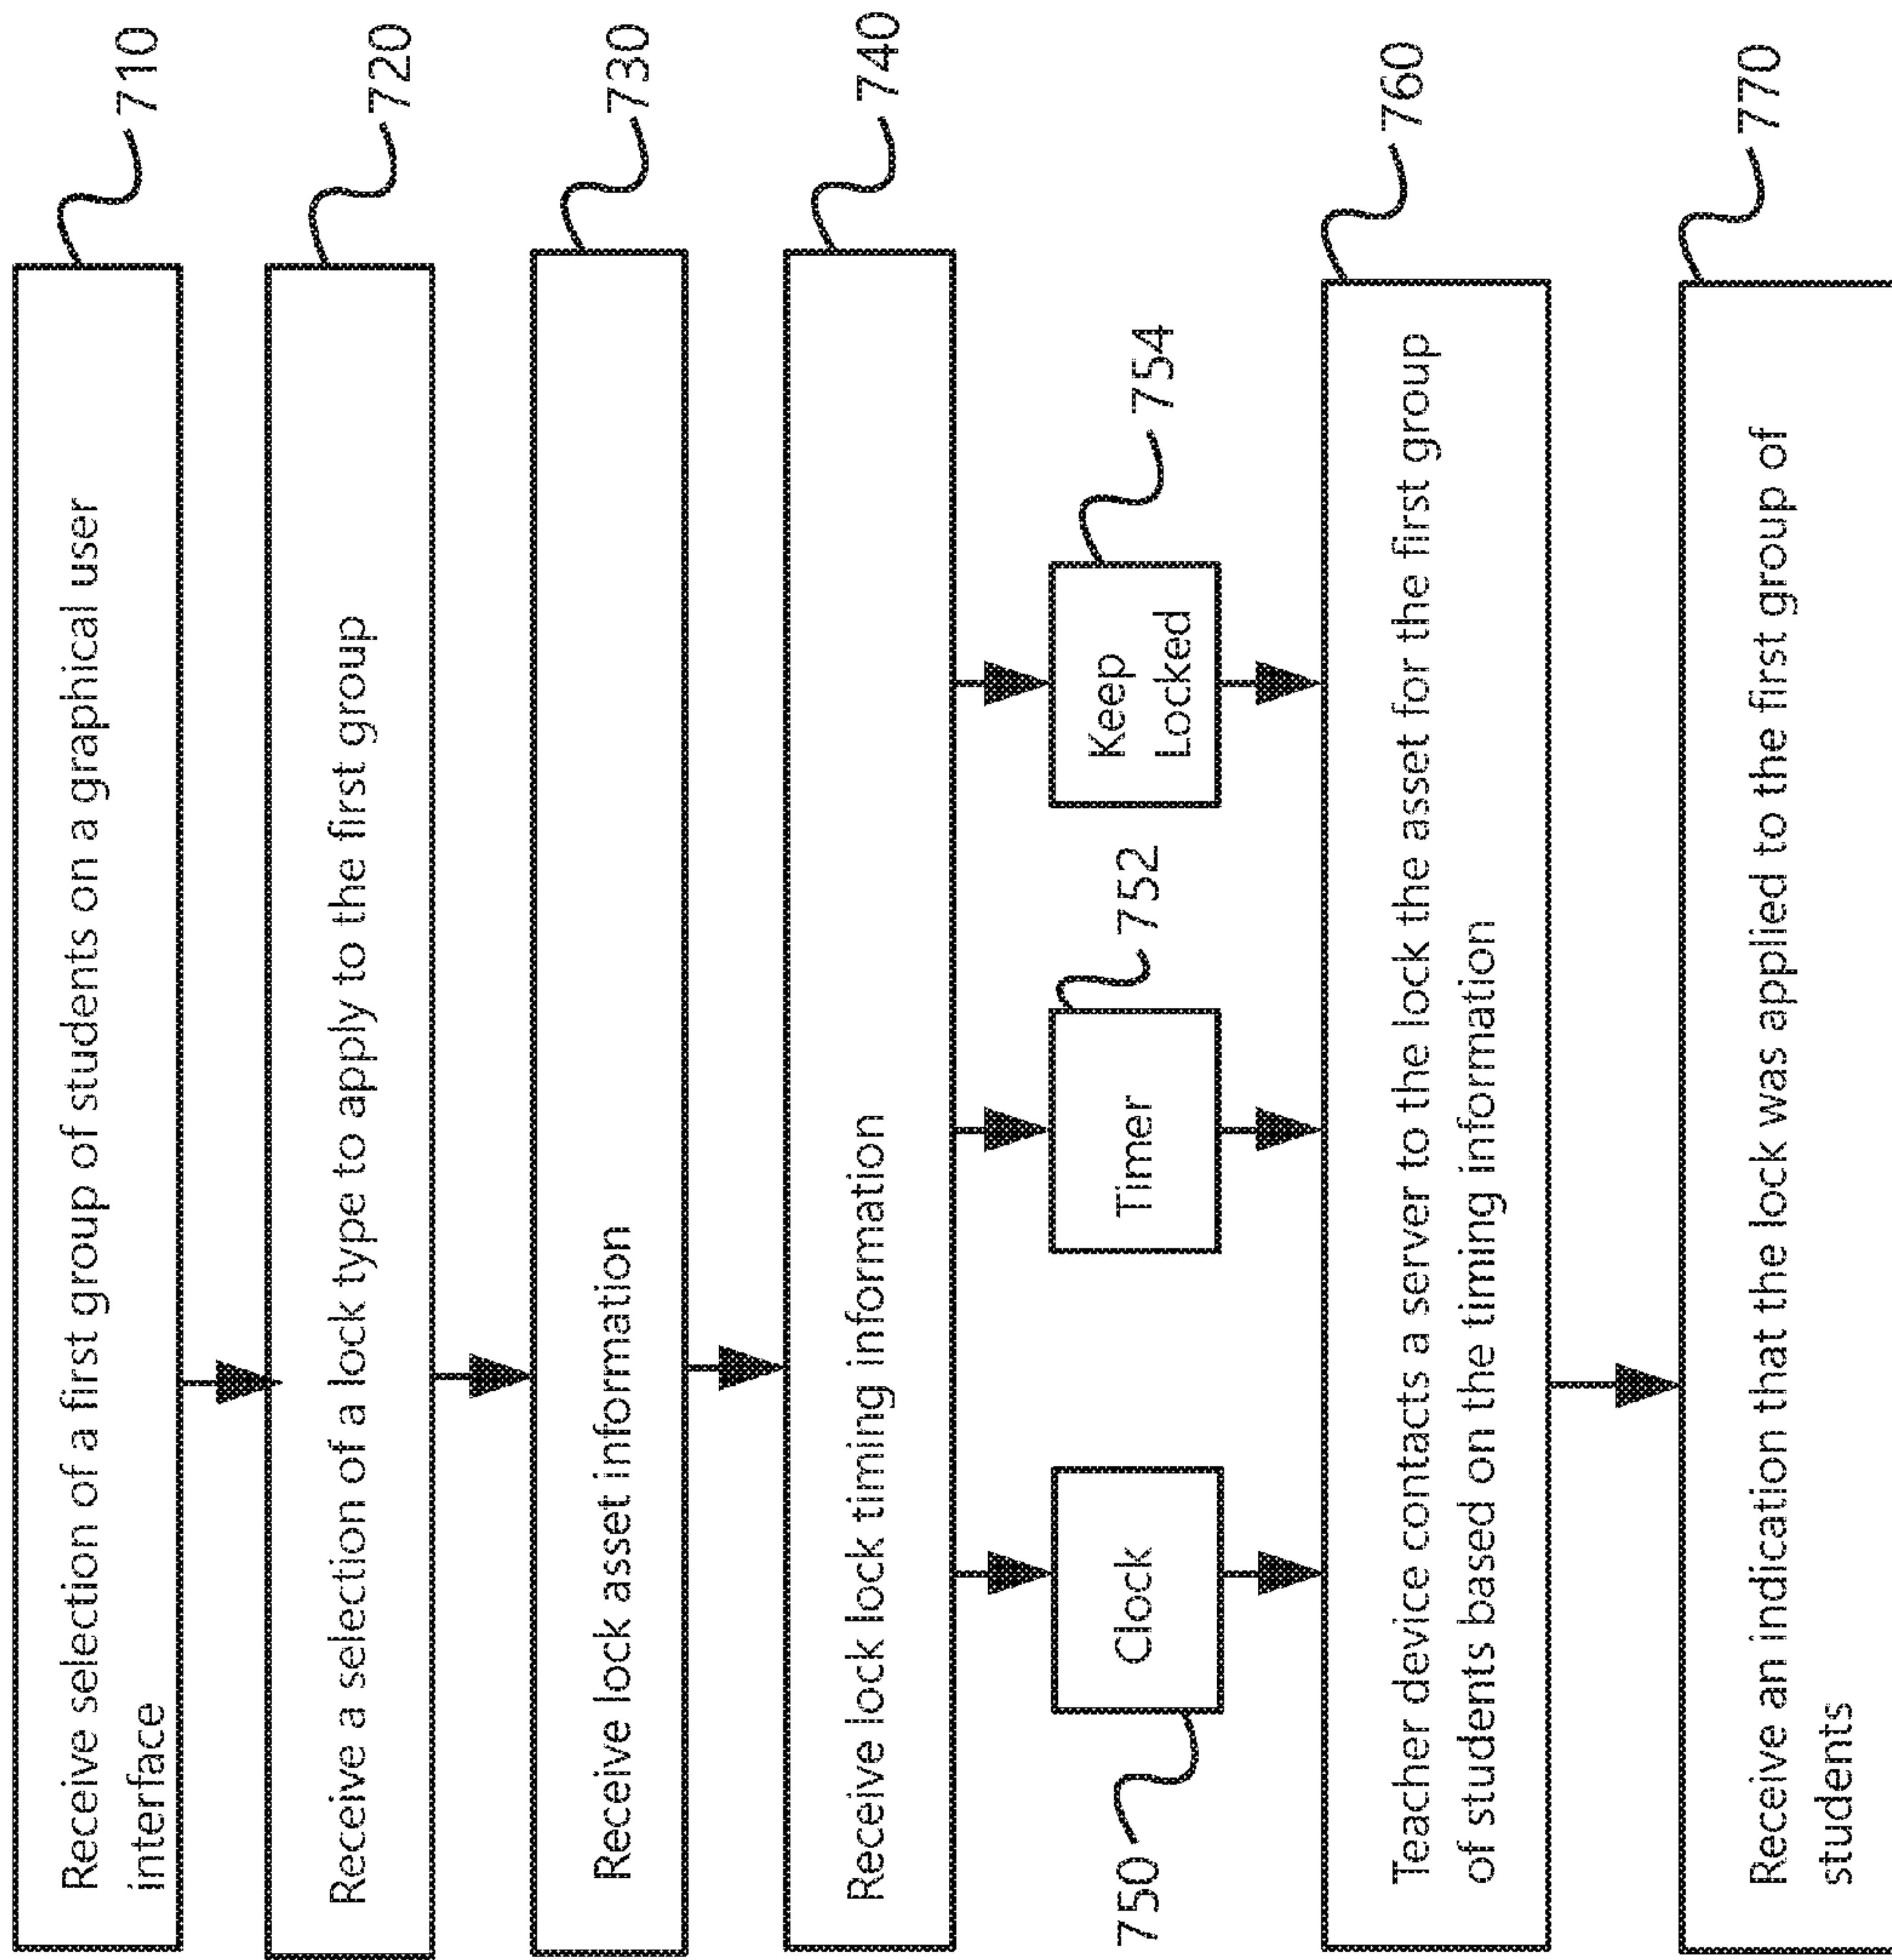 Receive selection of a first group of students on a graphical user
interface
710
Receive a selection of a lock type to apply to the first group
720
Receive lock asset information
730
Receive lock lock timing information
740
750
Clock
Timer
752
Keep
Locked
754
Teacher device contacts a server to the lock the asset for the first group
of students based on the timing information
760
Receive an indication that the lock was applied to the first group of
students
770